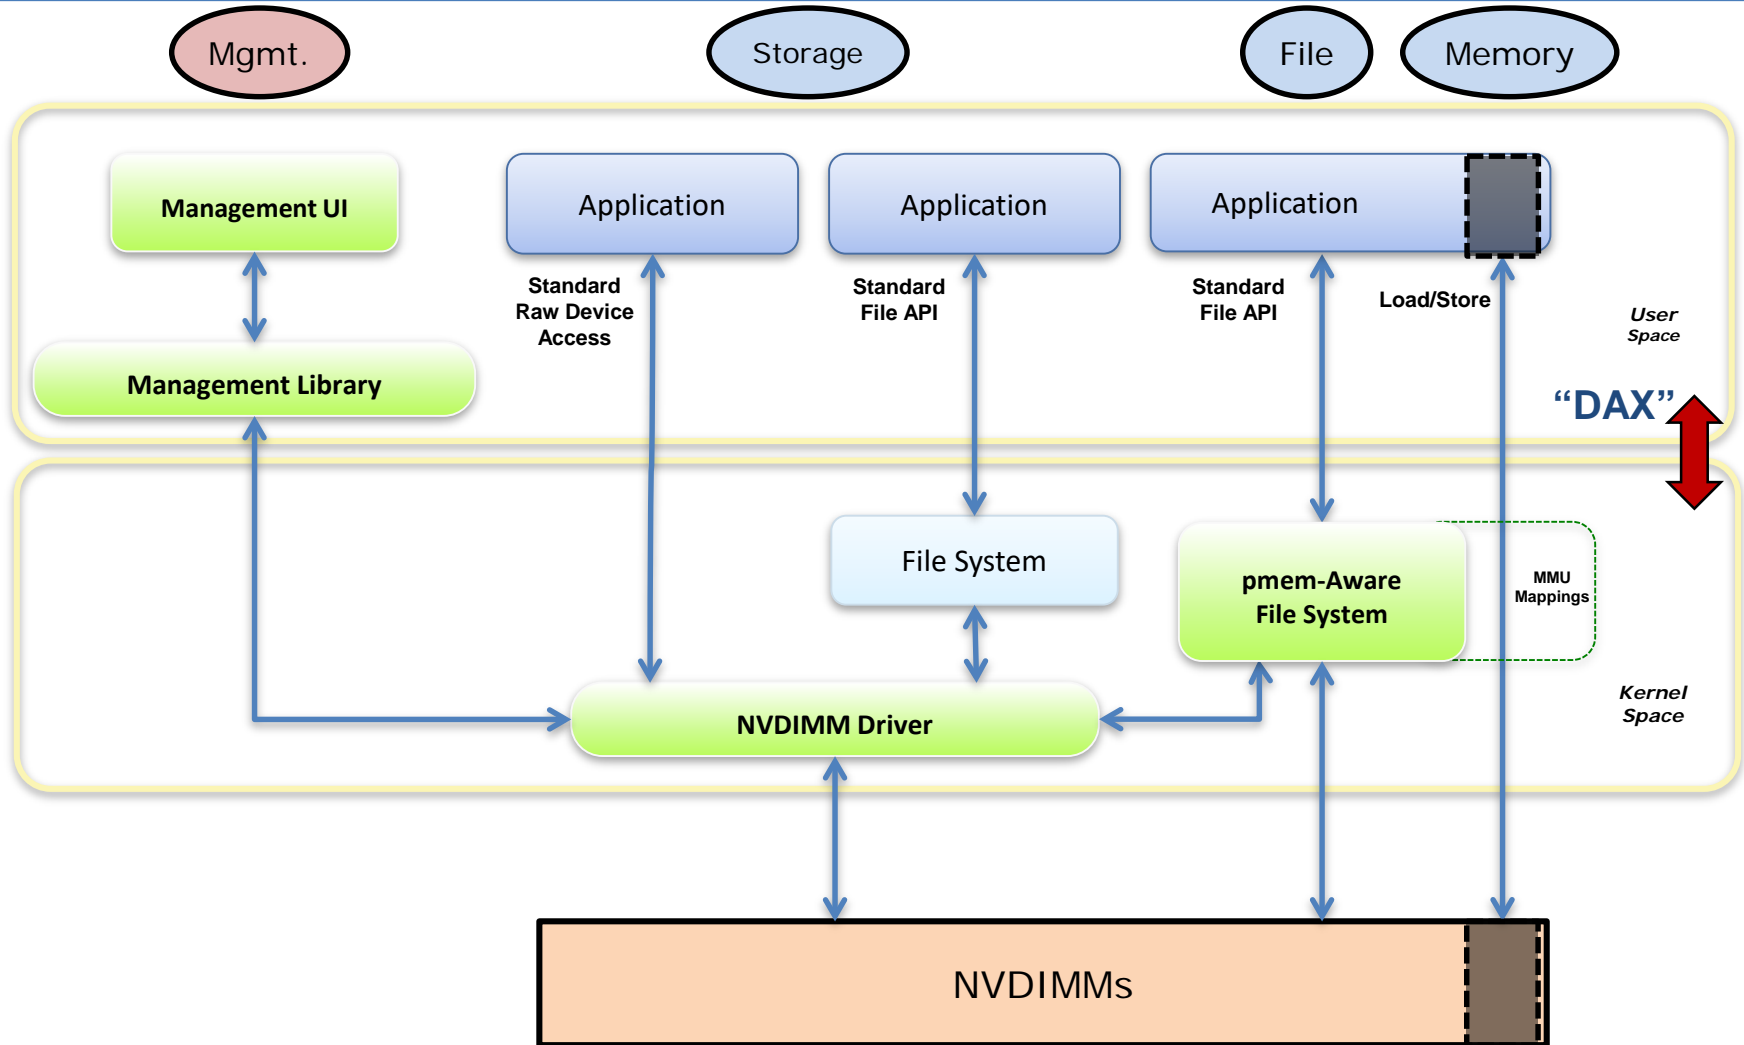 Mgmt.
Storage
File
Memory
Management UI
Application
Application
Application
Standard
Raw Device
Access
Standard
File API
Standard
File API
Load/Store
User
Space
Management Library
“DAX”
File System
pmem-Aware
File System
MMU
Mappings
Kernel
Space
NVDIMM Driver
NVDIMMs